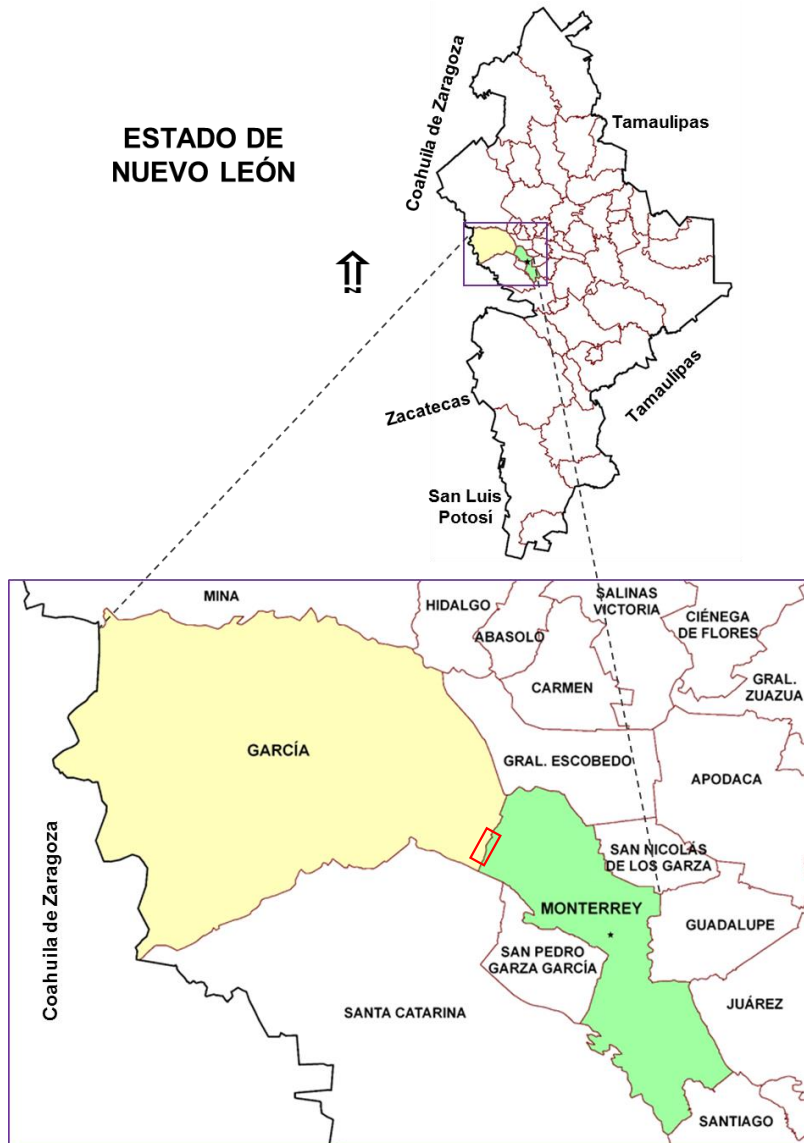 ESTADO DE
NUEVO LEÓN
Coahuila de Zaragoza
Tamaulipas
N
Zacatecas
Tamaulipas
San Luis
Potosí
MINA
HIDALGO
ABASOLO
SALINAS
VICTORIA
CIÉNEGA
DE FLORES
CARMEN
GRAL.
ZUAZUA
GARCÍA
GRAL. ESCOBEDO
APODACA
SAN NICOLÁS
DE LOS GARZA
Coahuila de Zaragoza
MONTERREY
GUADALUPE
SAN PEDRO
GARZA GARCÍA
SANTA CATARINA
JUÁREZ
SANTIAGO